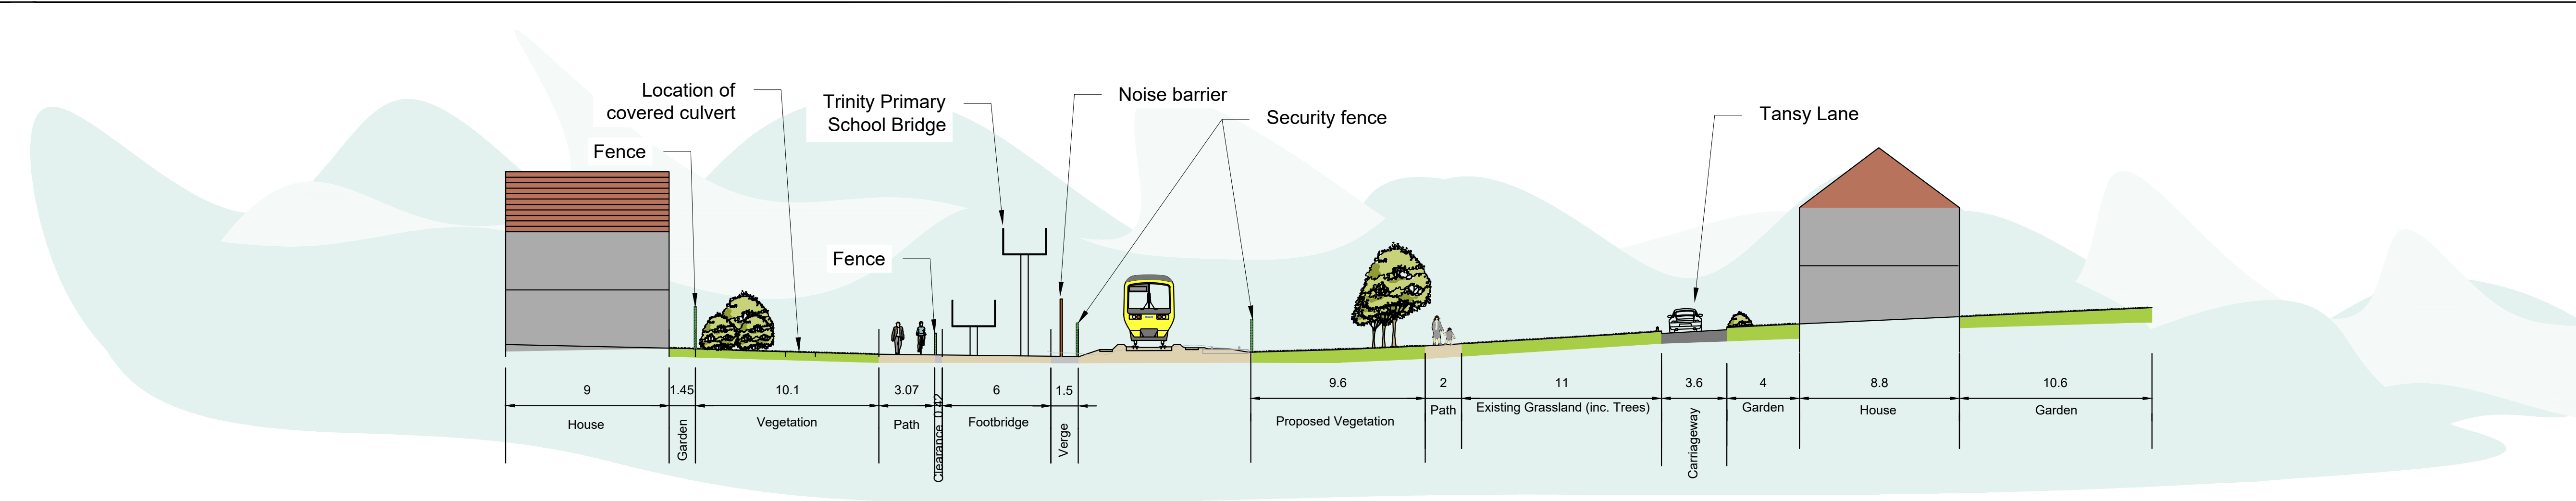 Location of
covered culvert
Fence
Trinity Primary
School Bridge
Fence
Noise barrier
Security fence
Tansy Lane
9
1.45
10.1
3.07
0.42
6
1.5
9.6
2
11
3.6
4
8.8
10.6
House
Garden
Vegetation
Path
Clearance
Footbridge
Verge
Proposed Vegetation
Path
Existing Grassland (inc. Trees)
Carriageway
Garden
House
Garden